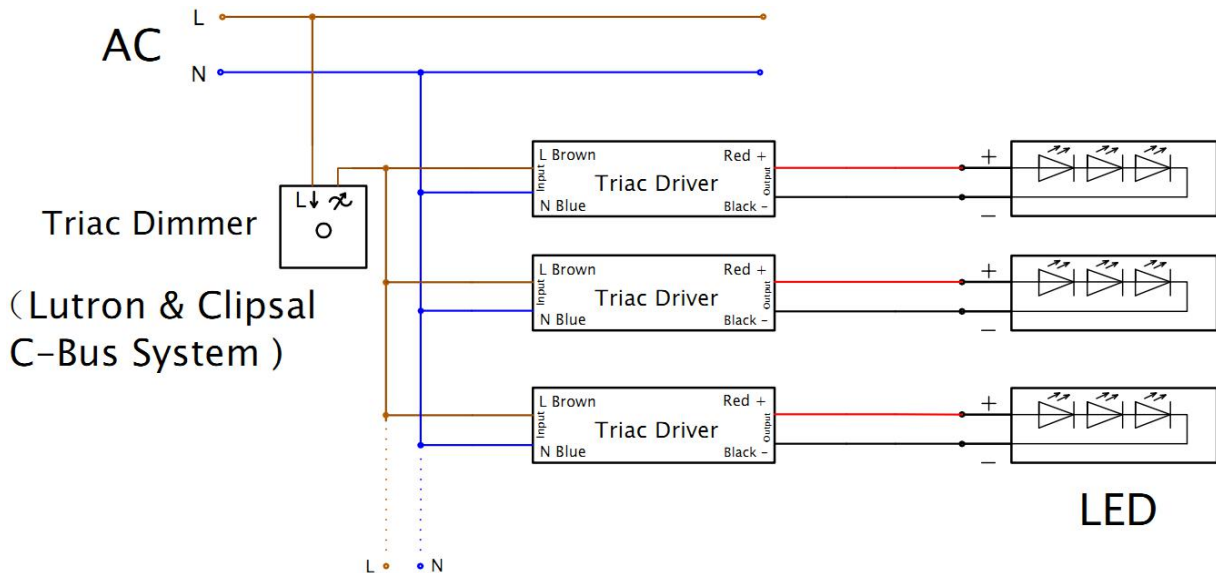 L
AC
N
L Brown
Red +
Input
Triac Driver
Output
N Blue
Black -
+
−
L
Triac Dimmer
(Lutron & Clipsal
C-Bus System )
L Brown
Red +
Input
Triac Driver
Output
N Blue
Black -
+
−
L Brown
Red +
Input
Triac Driver
Output
N Blue
Black -
+
−
LED
L
N